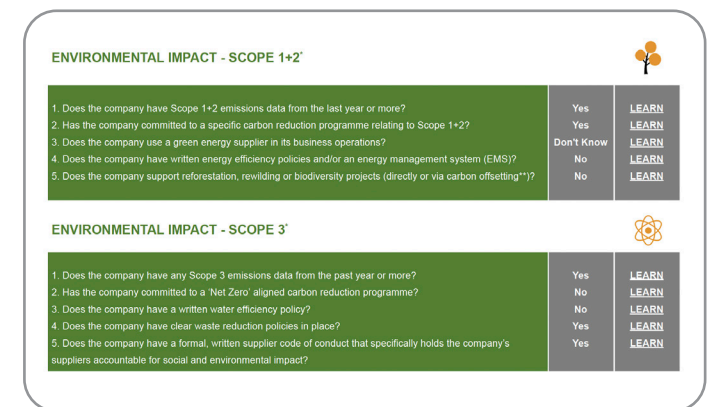 ENVIRONMENTAL IMPACT - SCOPE 1+2*
1. Does the company have Scope 1+2 emissions data from the last year or more? Yes LEARN
2. Has the company committed to a specific carbon reduction programme relating to Scope 1+2? Yes LEARN
3. Does the company use a green energy supplier in its business operations? Don't Know LEARN
4. Does the company have written energy efficiency policies and/or an energy management system (EMS)? No LEARN
5. Does the company support reforestation, rewilding or biodiversity projects (directly or via carbon offsetting**)? No LEARN
ENVIRONMENTAL IMPACT - SCOPE 3*
1. Does the company have any Scope 3 emissions data from the past year or more? Yes LEARN
2. Has the company committed to a 'Net Zero' aligned carbon reduction programme? No LEARN
3. Does the company have a written water efficiency policy? No LEARN
4. Does the company have clear waste reduction policies in place? Yes LEARN
5. Does the company have a formal, written supplier code of conduct that specifically holds the company's Yes LEARN
suppliers accountable for social and environmental impact?